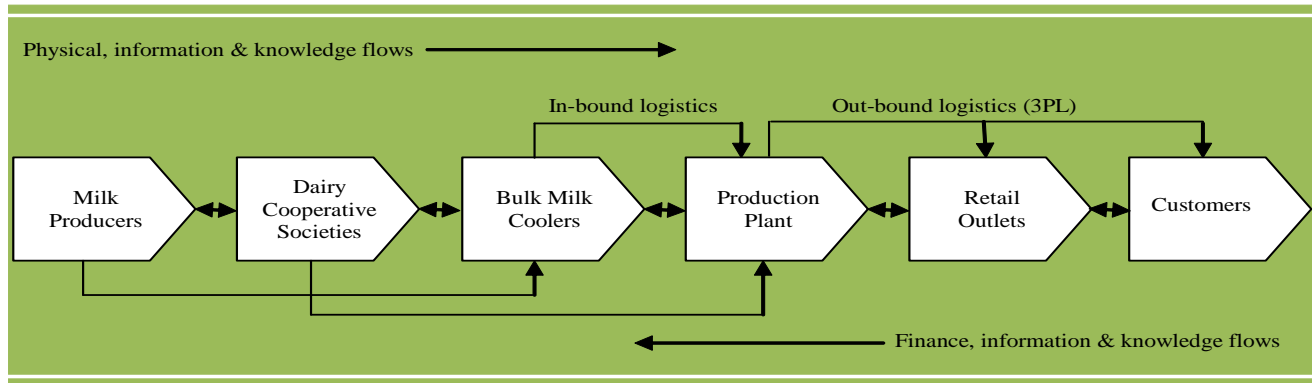 Physical, information & knowledge flows
In-bound logistics
Out-bound logistics (3PL)
Milk
Producers
Dairy
Cooperative
Societies
Bulk Milk
Coolers
Production
Plant
Retail
Outlets
Customers
Finance, information & knowledge flows